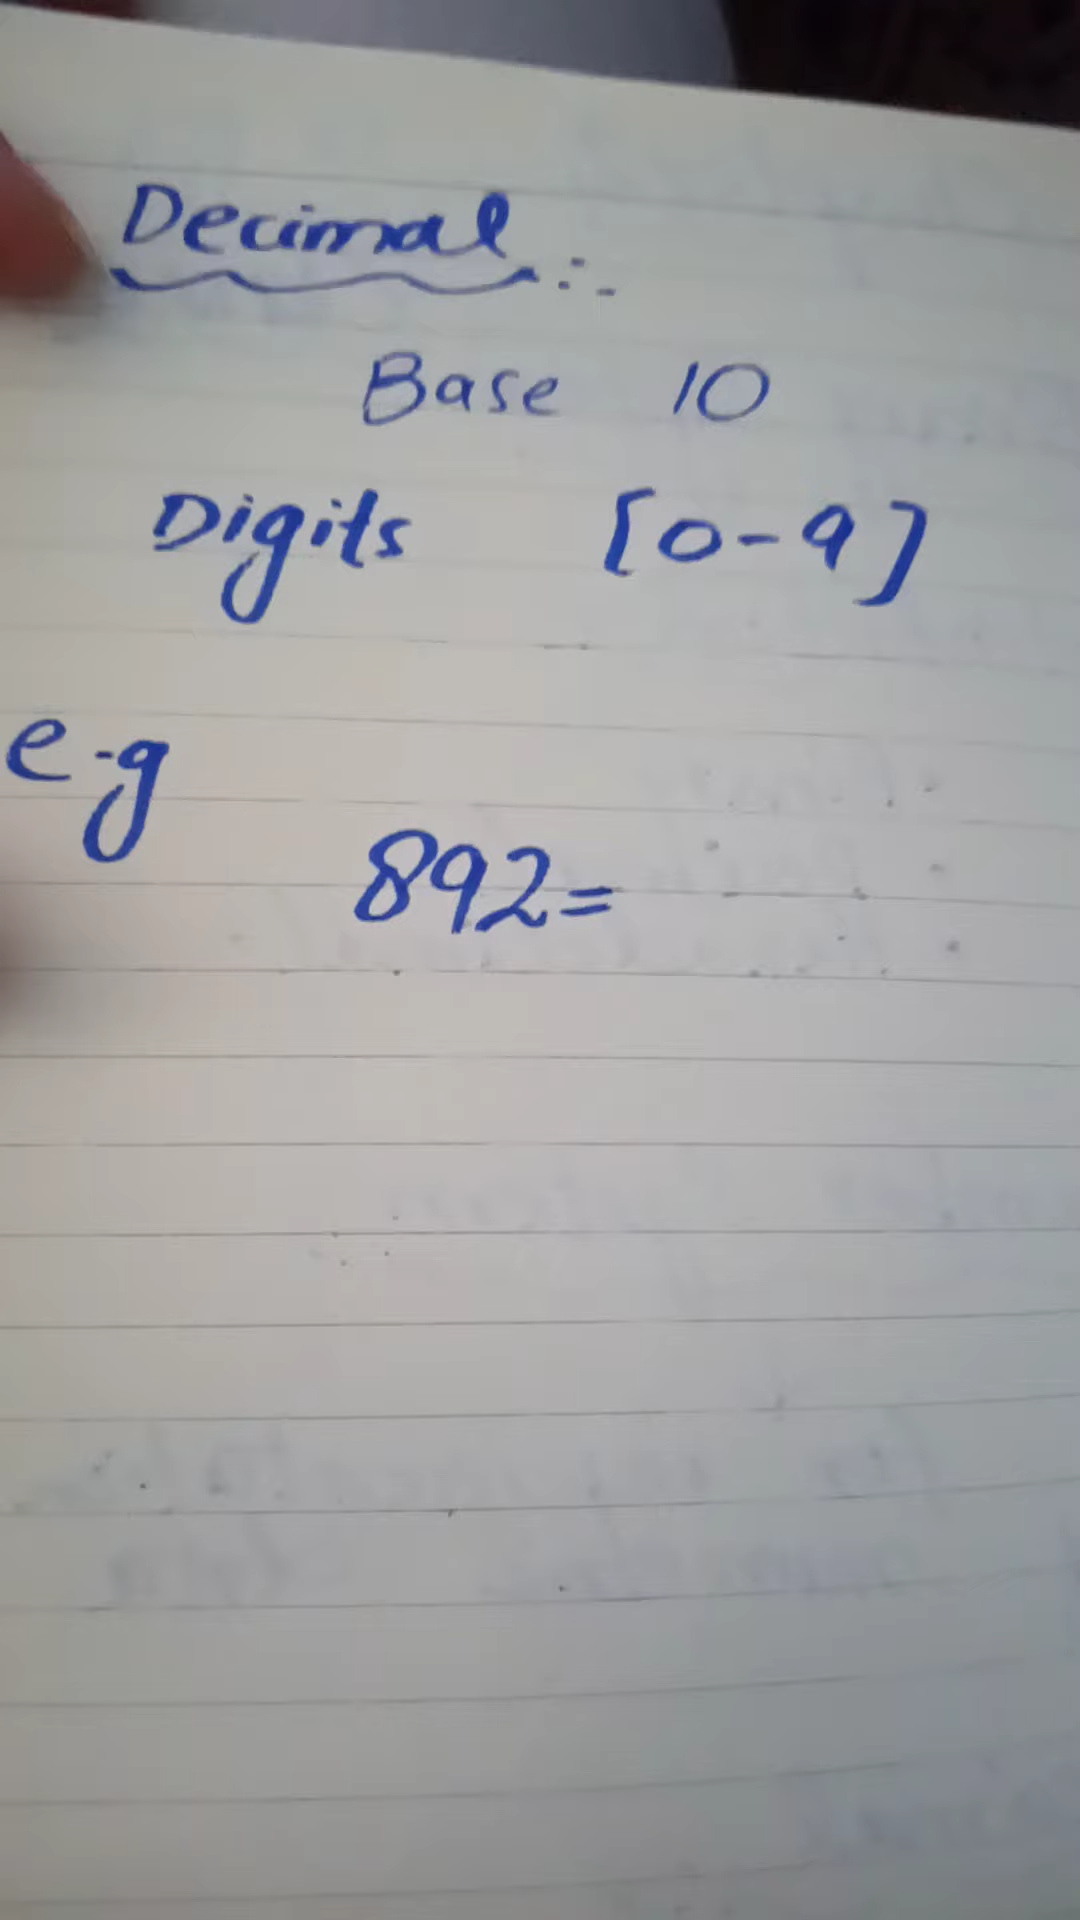 Decimal :-
Base 10
Digits [0-9]
e-g
892=